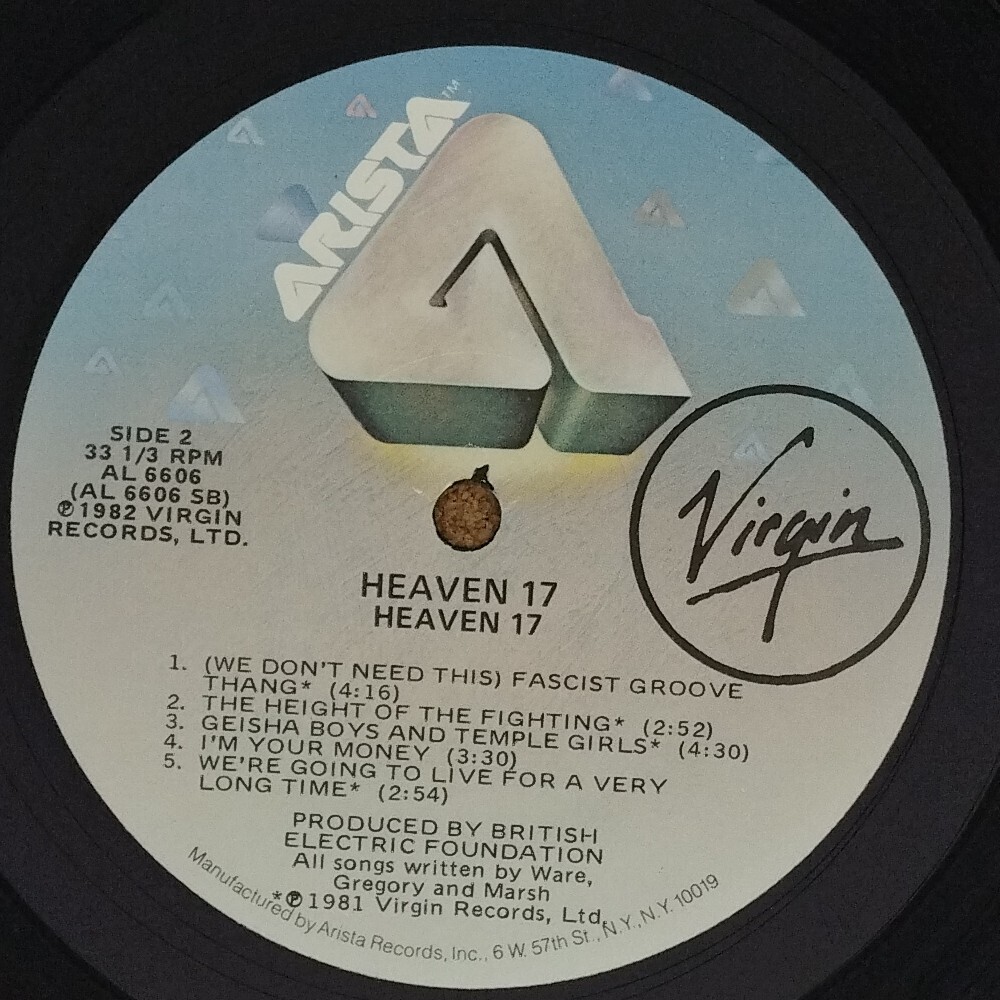 ARISTA™
SIDE 2
33 1/3 RPM
AL 6606
(AL 6606 SB)
℗1982 VIRGIN
RECORDS, LTD.
Virgin
HEAVEN 17
HEAVEN 17
1. (WE DON'T NEED THIS) FASCIST GROOVE
THANG* (4:16)
2. THE HEIGHT OF THE FIGHTING* (2:52)
3. GEISHA BOYS AND TEMPLE GIRLS* (4:30)
4. I'M YOUR MONEY (3:30)
5. WE'RE GOING TO LIVE FOR A VERY
LONG TIME* (2:54)
PRODUCED BY BRITISH
ELECTRIC FOUNDATION
All songs written by Ware,
Gregory and Marsh
*℗1981 Virgin Records, Ltd.
Manufactured by Arista Records, Inc., 6 W. 57th St., N.Y., N.Y. 10019